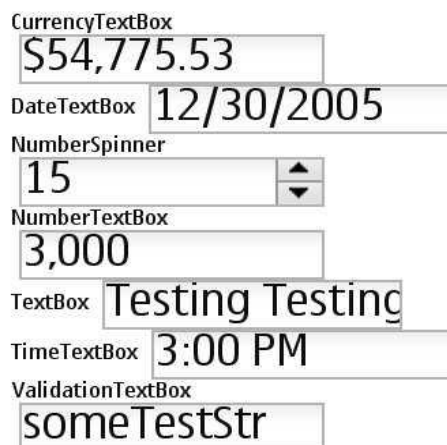 CurrencyTextBox
$54,775.53
DateTextBox 12/30/2005
NumberSpinner
15
NumberTextBox
3,000
TextBox Testing Testing
TimeTextBox 3:00 PM
ValidationTextBox
someTestStr